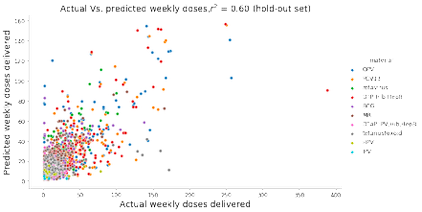 Actual Vs. predicted weekly doses,r² = 0.60 (hold-out set)
Predicted weekly doses delivered
160
140
120
100
80
60
40
20
0
0 50 100 150 200 250 300 350 400
Actual weekly doses delivered
OPV
PCV13
BCG
MR
IPV